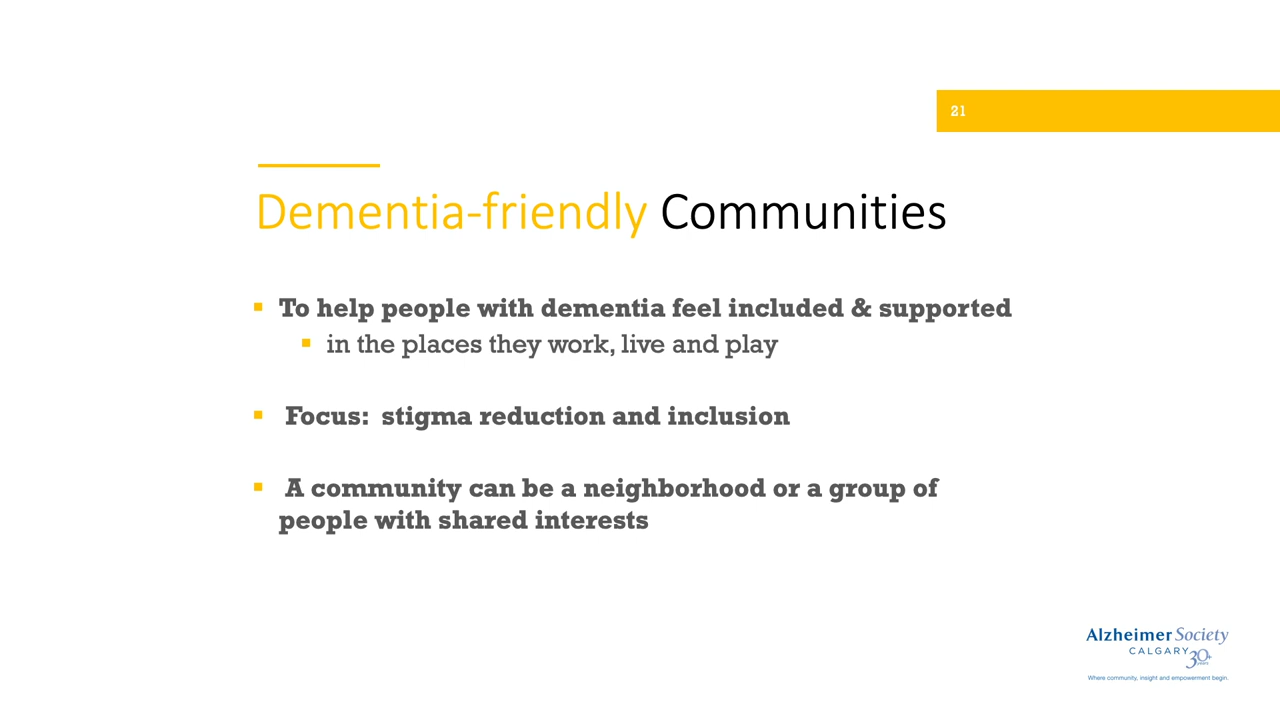 21
Dementia-friendly Communities
▪ To help people with dementia feel included & supported
▪ in the places they work, live and play
▪ Focus: stigma reduction and inclusion
▪ A community can be a neighborhood or a group of
people with shared interests
Alzheimer Society
CALGARY 30+ years
Where community, insight and empowerment begin.